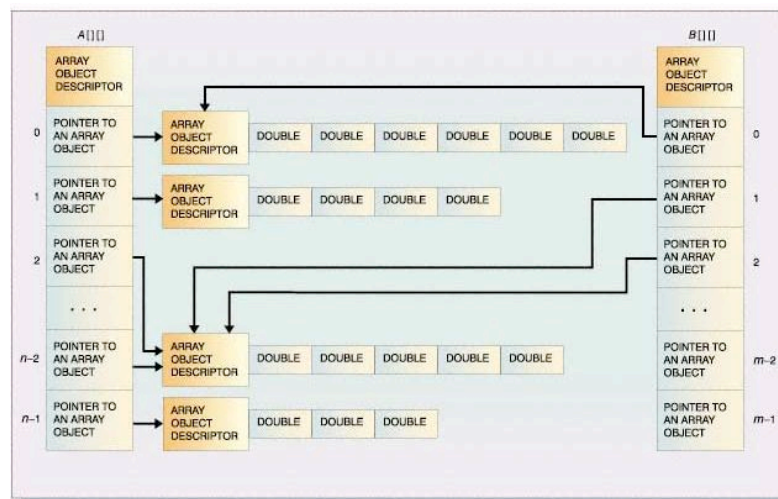 A[][]
B[][]
ARRAY
OBJECT
DESCRIPTOR
ARRAY
OBJECT
DESCRIPTOR
0
POINTER TO
AN ARRAY
OBJECT
ARRAY
OBJECT
DESCRIPTOR
DOUBLE DOUBLE DOUBLE DOUBLE DOUBLE DOUBLE
POINTER TO
AN ARRAY
OBJECT
0
1
POINTER TO
AN ARRAY
OBJECT
ARRAY
OBJECT
DESCRIPTOR
DOUBLE DOUBLE DOUBLE DOUBLE
POINTER TO
AN ARRAY
OBJECT
1
2
POINTER TO
AN ARRAY
OBJECT
POINTER TO
AN ARRAY
OBJECT
2
. . .
. . .
n–2
POINTER TO
AN ARRAY
OBJECT
ARRAY
OBJECT
DESCRIPTOR
DOUBLE DOUBLE DOUBLE DOUBLE DOUBLE
POINTER TO
AN ARRAY
OBJECT
m–2
n–1
POINTER TO
AN ARRAY
OBJECT
ARRAY
OBJECT
DESCRIPTOR
DOUBLE DOUBLE DOUBLE
POINTER TO
AN ARRAY
OBJECT
m–1